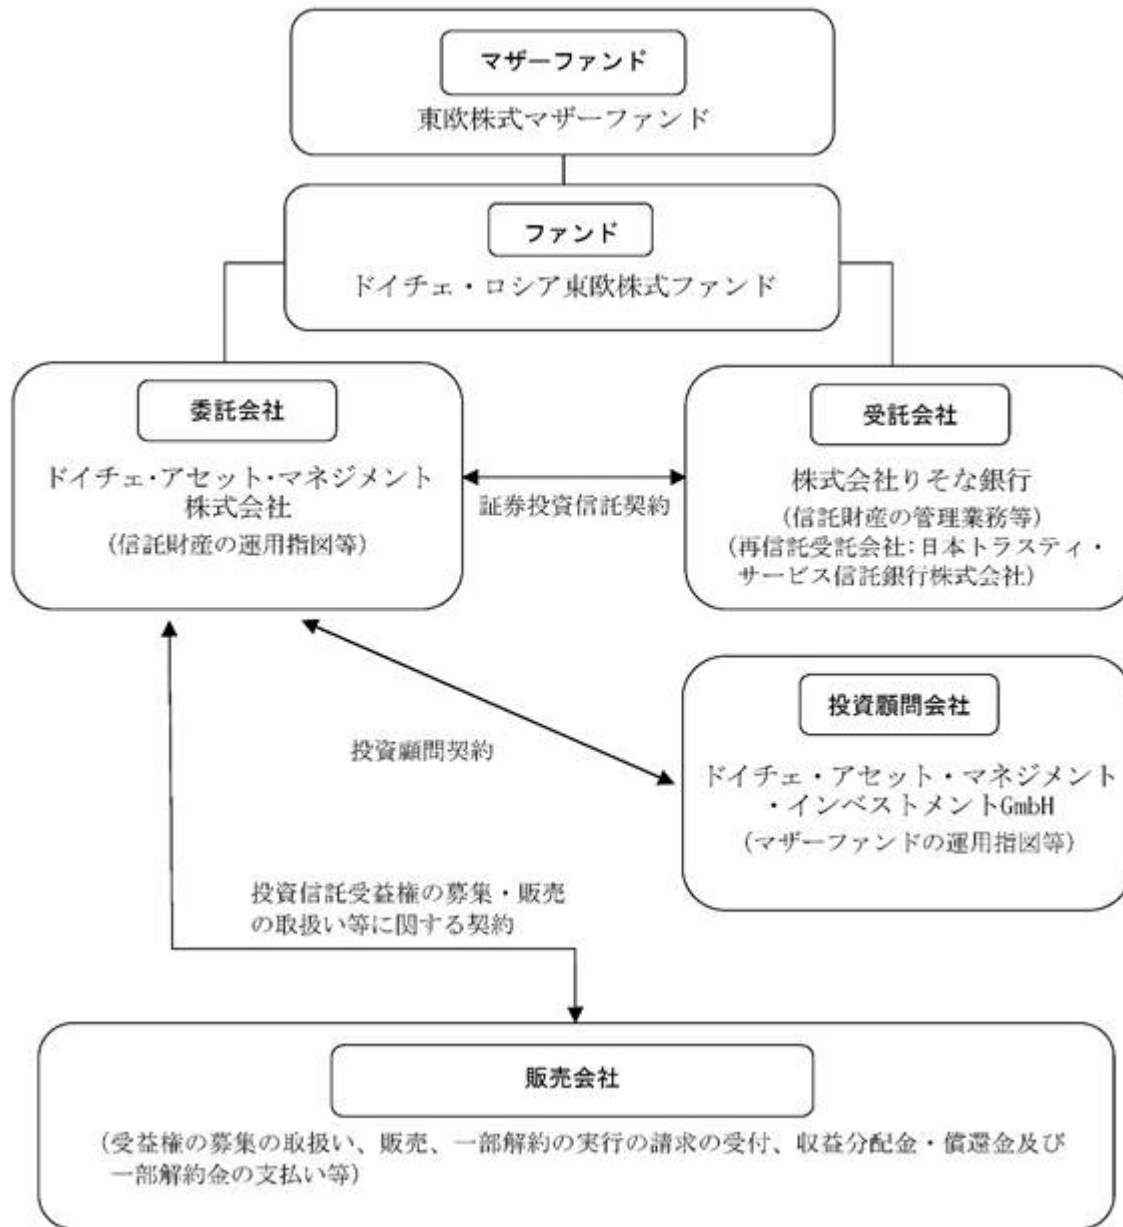 マザーファンド
東欧株式マザーファンド
ファンド
ドイチェ・ロシア東欧株式ファンド
委託会社
ドイチェ・アセット・マネジメント
株式会社
（信託財産の運用指図等）
証券投資信託契約
受託会社
株式会社りそな銀行
（信託財産の管理業務等）
（再信託受託会社：日本トラスティ・
サービス信託銀行株式会社）
投資顧問契約
投資顧問会社
ドイチェ・アセット・マネジメント
・インベストメントGmbH
（マザーファンドの運用指図等）
投資信託受益権の募集・販売
の取扱い等に関する契約
販売会社
（受益権の募集の取扱い、販売、一部解約の実行の請求の受付、収益分配金・償還金及び
一部解約金の支払い等）